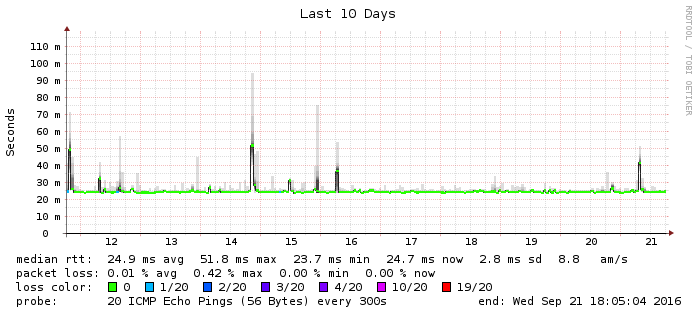 Last 10 Days
RRDTOOL / TOBI OETIKER
Seconds
110 m
100 m
90 m
80 m
70 m
60 m
50 m
40 m
30 m
20 m
10 m
0
12 13 14 15 16 17 18 19 20 21
median rtt: 24.9 ms avg 51.8 ms max 23.7 ms min 24.7 ms now 2.8 ms sd 8.8 am/s
packet loss: 0.01 % avg 0.42 % max 0.00 % min 0.00 % now
loss color: 0 1/20 2/20 3/20 4/20 10/20 19/20
probe: 20 ICMP Echo Pings (56 Bytes) every 300s end: Wed Sep 21 18:05:04 2016